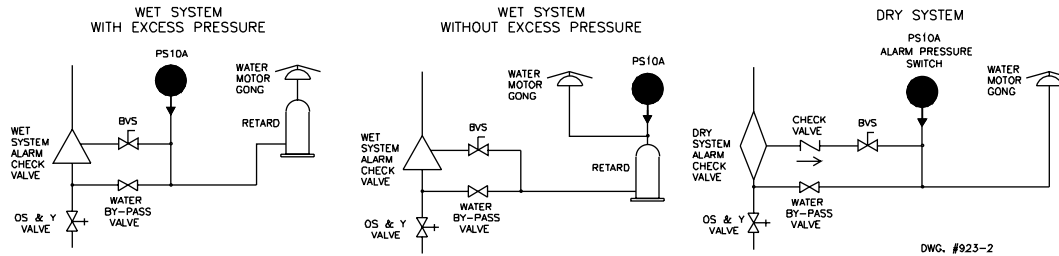 WET SYSTEM
WITH EXCESS PRESSURE
PS10A
WATER
MOTOR
GONG
BVS
RETARD
WET
SYSTEM
ALARM
CHECK
VALVE
WATER
BY-PASS
VALVE
OS & Y
VALVE
WET SYSTEM
WITHOUT EXCESS PRESSURE
PS10A
WATER
MOTOR
GONG
BVS
WET
SYSTEM
ALARM
CHECK
VALVE
RETARD
WATER
BY-PASS
VALVE
OS & Y
VALVE
DRY SYSTEM
PS10A
ALARM PRESSURE
SWITCH
WATER
MOTOR
GONG
CHECK
VALVE
BVS
DRY
SYSTEM
ALARM
CHECK
VALVE
WATER
BY-PASS
VALVE
OS & Y
VALVE
DWG. #923-2